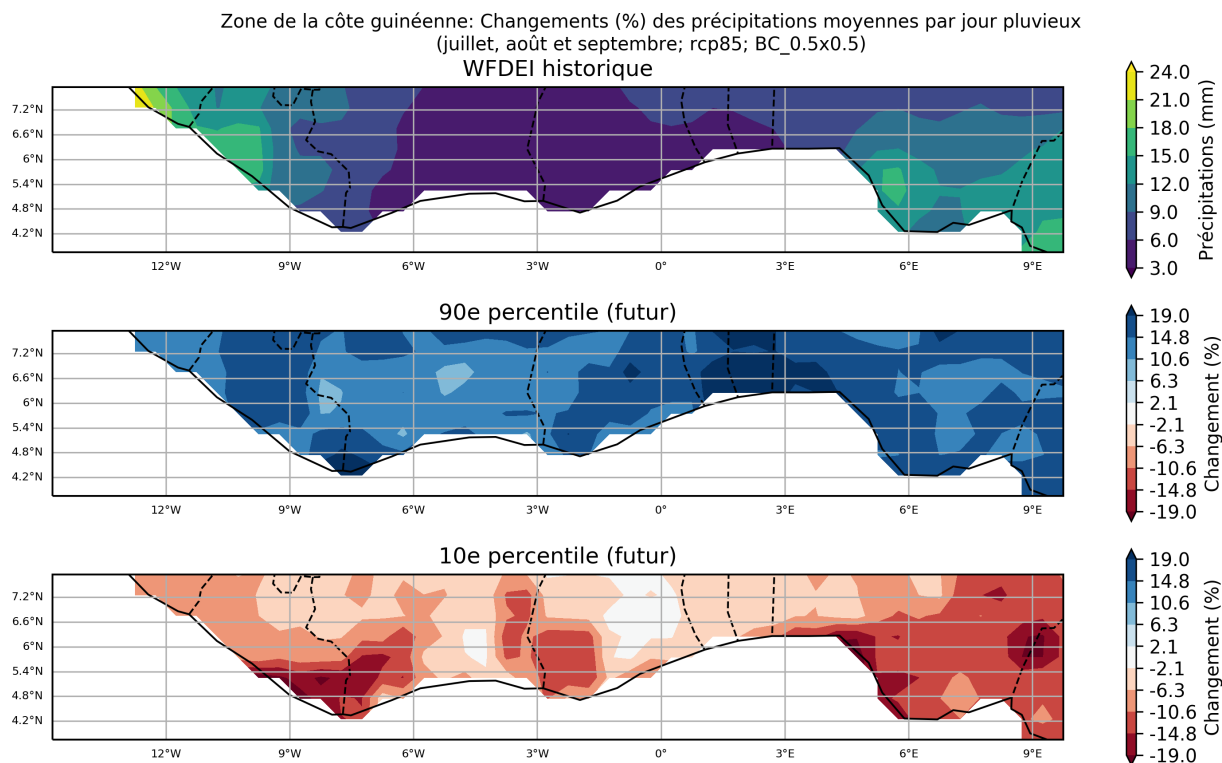 Zone de la côte guinéenne: Changements (%) des précipitations moyennes par jour pluvieux
(juillet, août et septembre; rcp85; BC_0.5x0.5)
WFDEI historique
7.2°N
6.6°N
6°N
5.4°N
4.8°N
4.2°N
12°W 9°W 6°W 3°W 0° 3°E 6°E 9°E
24.0
21.0
18.0
15.0
12.0
9.0
6.0
3.0
Précipitations (mm)
90e percentile (futur)
7.2°N
6.6°N
6°N
5.4°N
4.8°N
4.2°N
12°W 9°W 6°W 3°W 0° 3°E 6°E 9°E
19.0
14.8
10.6
6.3
2.1
-2.1
-6.3
-10.6
-14.8
-19.0
Changement (%)
10e percentile (futur)
7.2°N
6.6°N
6°N
5.4°N
4.8°N
4.2°N
12°W 9°W 6°W 3°W 0° 3°E 6°E 9°E
19.0
14.8
10.6
6.3
2.1
-2.1
-6.3
-10.6
-14.8
-19.0
Changement (%)